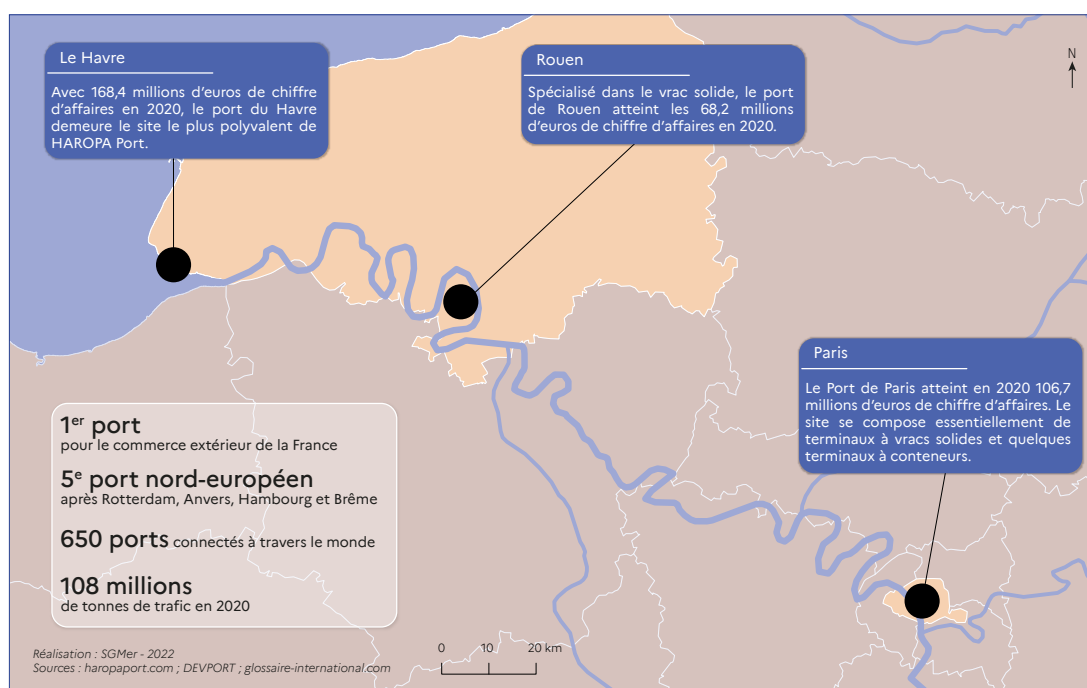 Le Havre
Avec 168,4 millions d'euros de chiffre
d'affaires en 2020, le port du Havre
demeure le site le plus polyvalent de
HAROPA Port.
Rouen
Spécialisé dans le vrac solide, le port
de Rouen atteint les 68,2 millions
d'euros de chiffre d'affaires en 2020.
N
Paris
Le Port de Paris atteint en 2020 106,7
millions d'euros de chiffre d'affaires. Le
site se compose essentiellement de
terminaux à vracs solides et quelques
terminaux à conteneurs.
1er port
pour le commerce extérieur de la France
5e port nord-européen
après Rotterdam, Anvers, Hambourg et Brême
650 ports connectés à travers le monde
108 millions
de tonnes de trafic en 2020
Réalisation : SGMer - 2022
Sources : haropaport.com ; DEVPORT ; glossaire-international.com
0 10 20 km